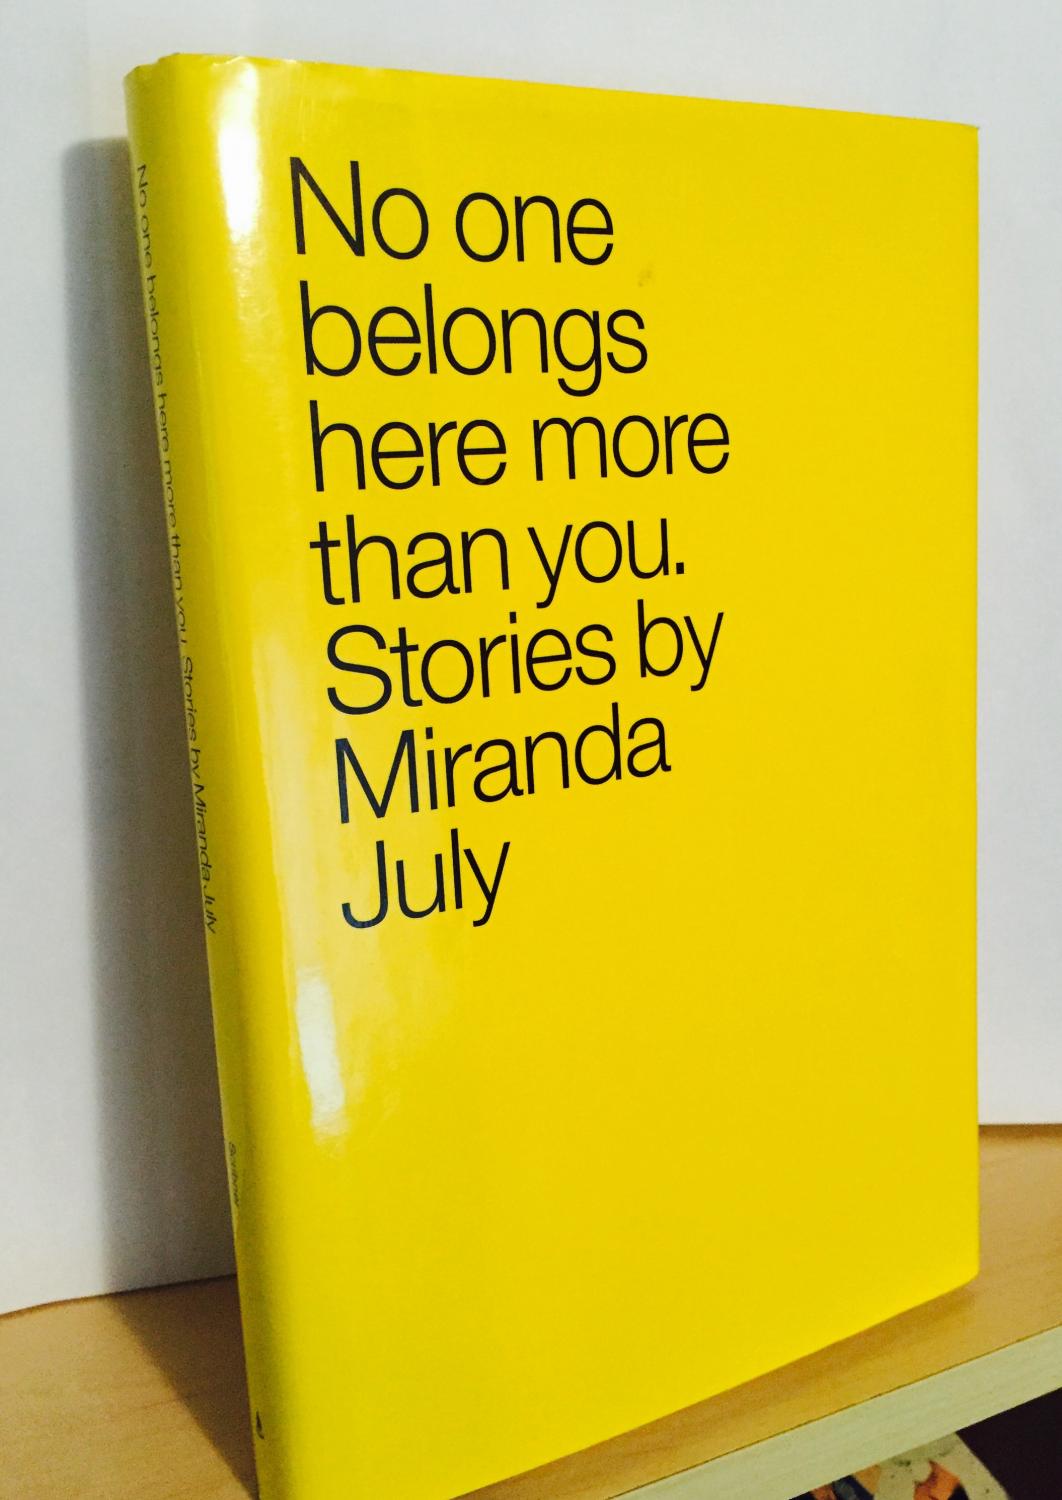 No one
belongs
here more
than you.
Stories by
Miranda
July
No one belongs here more than you. Stories by Miranda July
Scribner